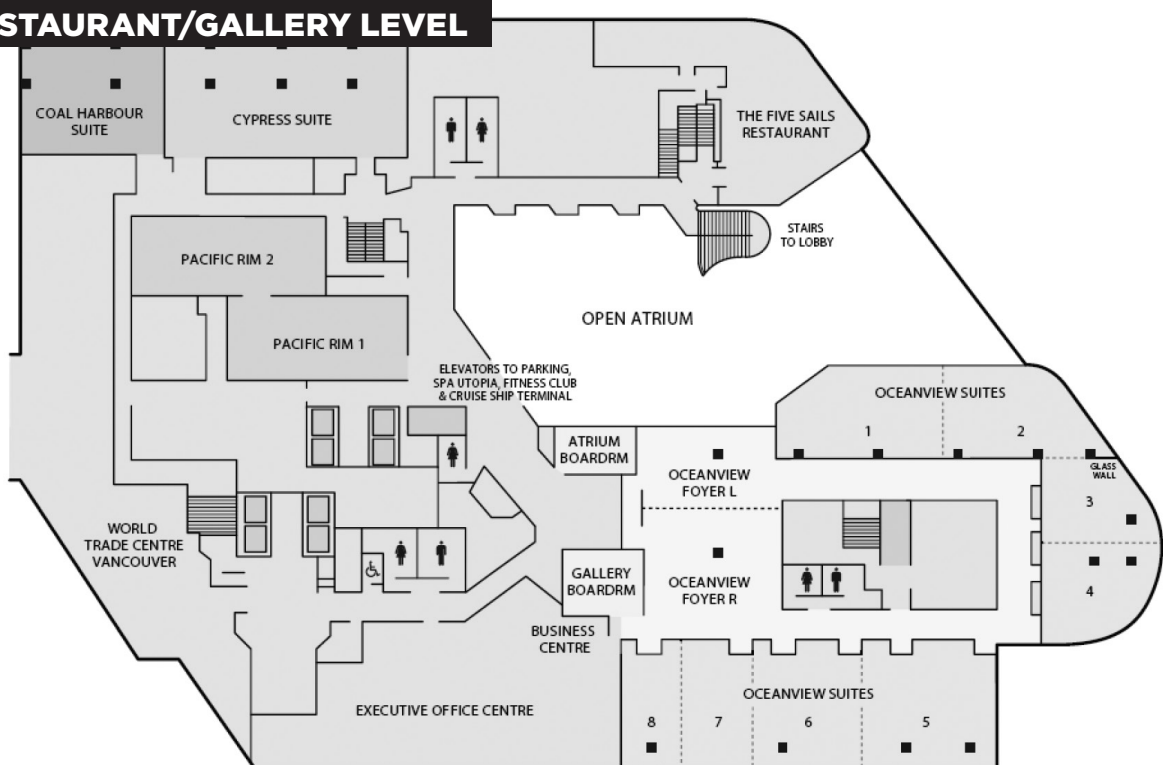 STAURANT/GALLERY LEVEL
COAL HARBOUR
SUITE
CYPRESS SUITE
THE FIVE SAILS
RESTAURANT
STAIRS
TO LOBBY
PACIFIC RIM 2
OPEN ATRIUM
PACIFIC RIM 1
ELEVATORS TO PARKING,
SPA UTOPIA, FITNESS CLUB
& CRUISE SHIP TERMINAL
OCEANVIEW SUITES
1
2
ATRIUM
BOARDRM
OCEANVIEW
FOYER L
GLASS
WALL
3
WORLD
TRADE CENTRE
VANCOUVER
GALLERY
BOARDRM
OCEANVIEW
FOYER R
4
BUSINESS
CENTRE
EXECUTIVE OFFICE CENTRE
OCEANVIEW SUITES
8
7
6
5